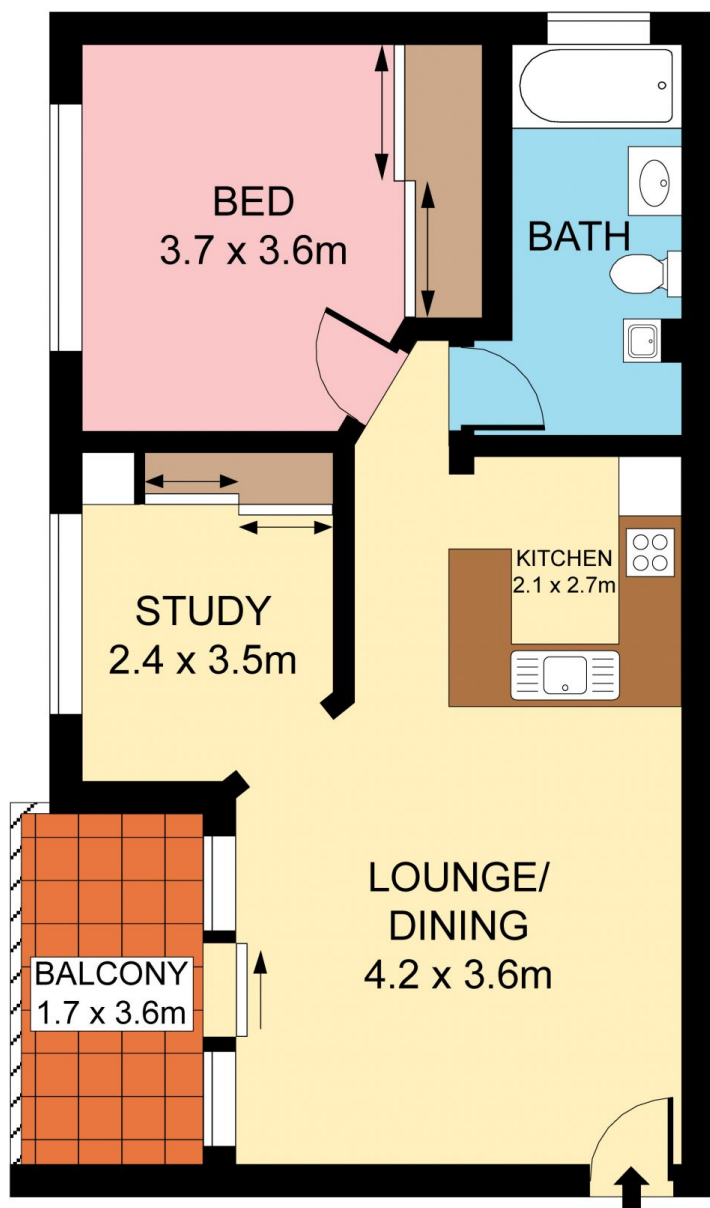 BED
3.7 x 3.6m
BATH
KITCHEN
2.1 x 2.7m
STUDY
2.4 x 3.5m
LOUNGE/
DINING
4.2 x 3.6m
BALCONY
1.7 x 3.6m